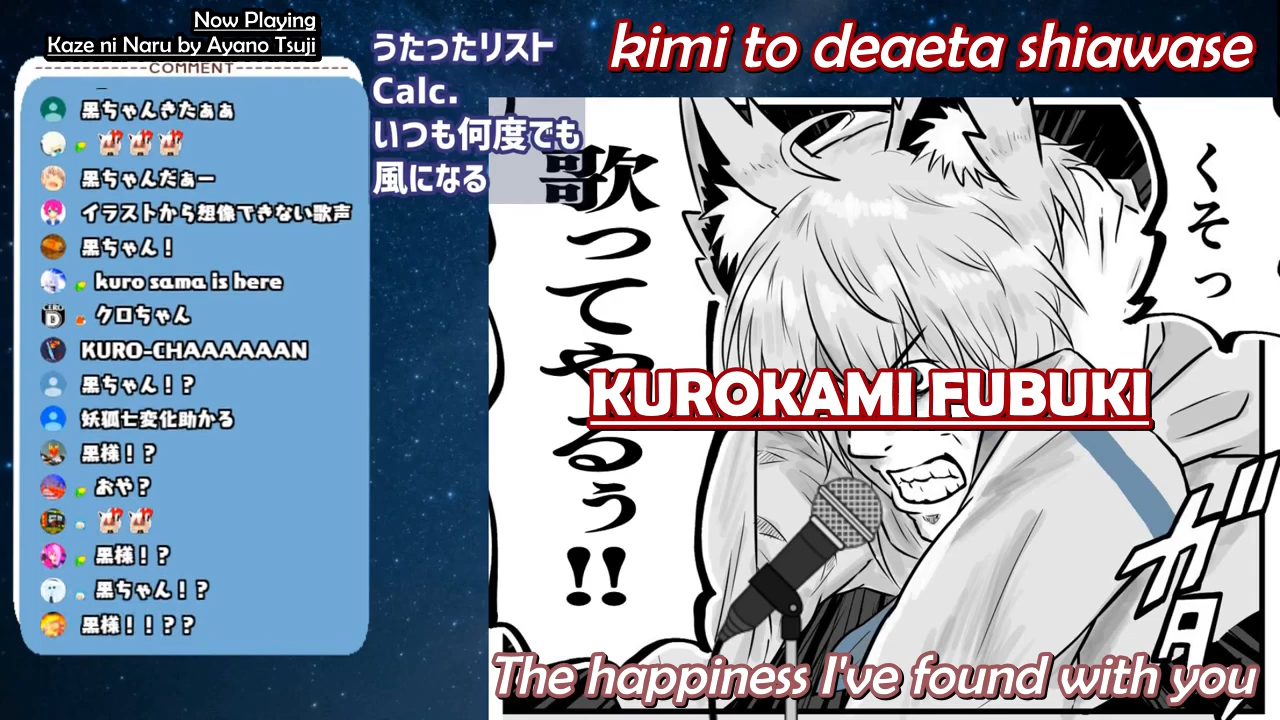 Now Playing
Kaze ni Naru by Ayano Tsuji
COMMENT
黒ちゃんきたぁぁ
黒ちゃんだぁー
イラストから想像できない歌声
黒ちゃん！
kuro sama is here
クロちゃん
KURO-CHAAAAAAN
黒ちゃん！？
妖狐七変化助かる
黒様！？
おや？
黒様！？
黒ちゃん！？
黒様！！？？
うたったリスト
Calc.
いつも何度でも
風になる
kimi to deaeta shiawase
くそっ
歌ってやるぅ!!
KUROKAMI FUBUKI
ガタ
The happiness I've found with you